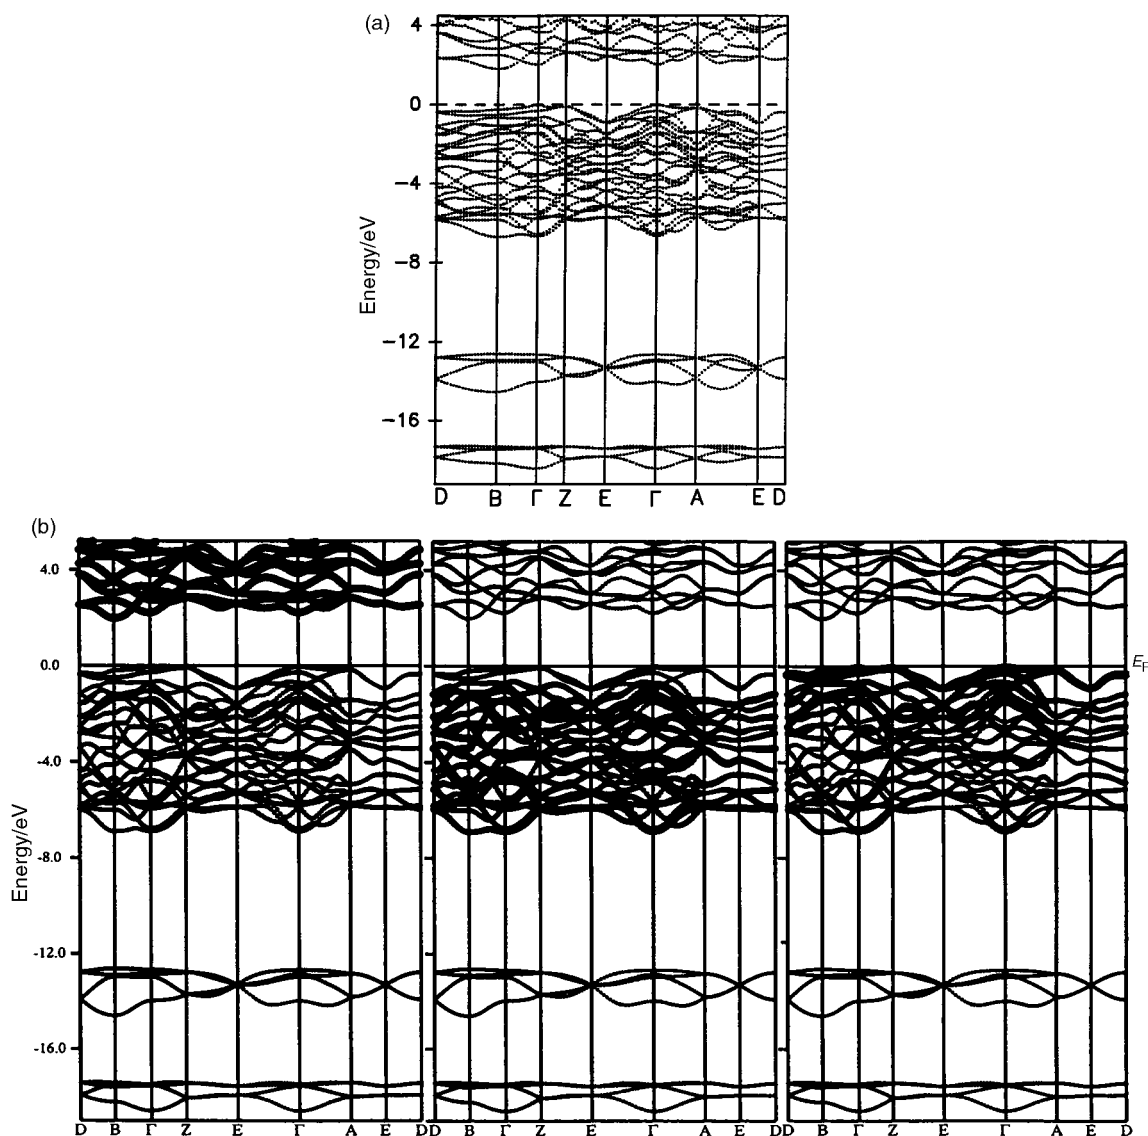 (a)
4
0
−4
−8
−12
−16
Energy/eV
D B Γ Z E Γ A E D
(b)
4.0
0.0
-4.0
-8.0
-12.0
-16.0
Energy/eV
EF
D B Γ Z E Γ A E D D B Γ Z E Γ A E D D B Γ Z E Γ A E D